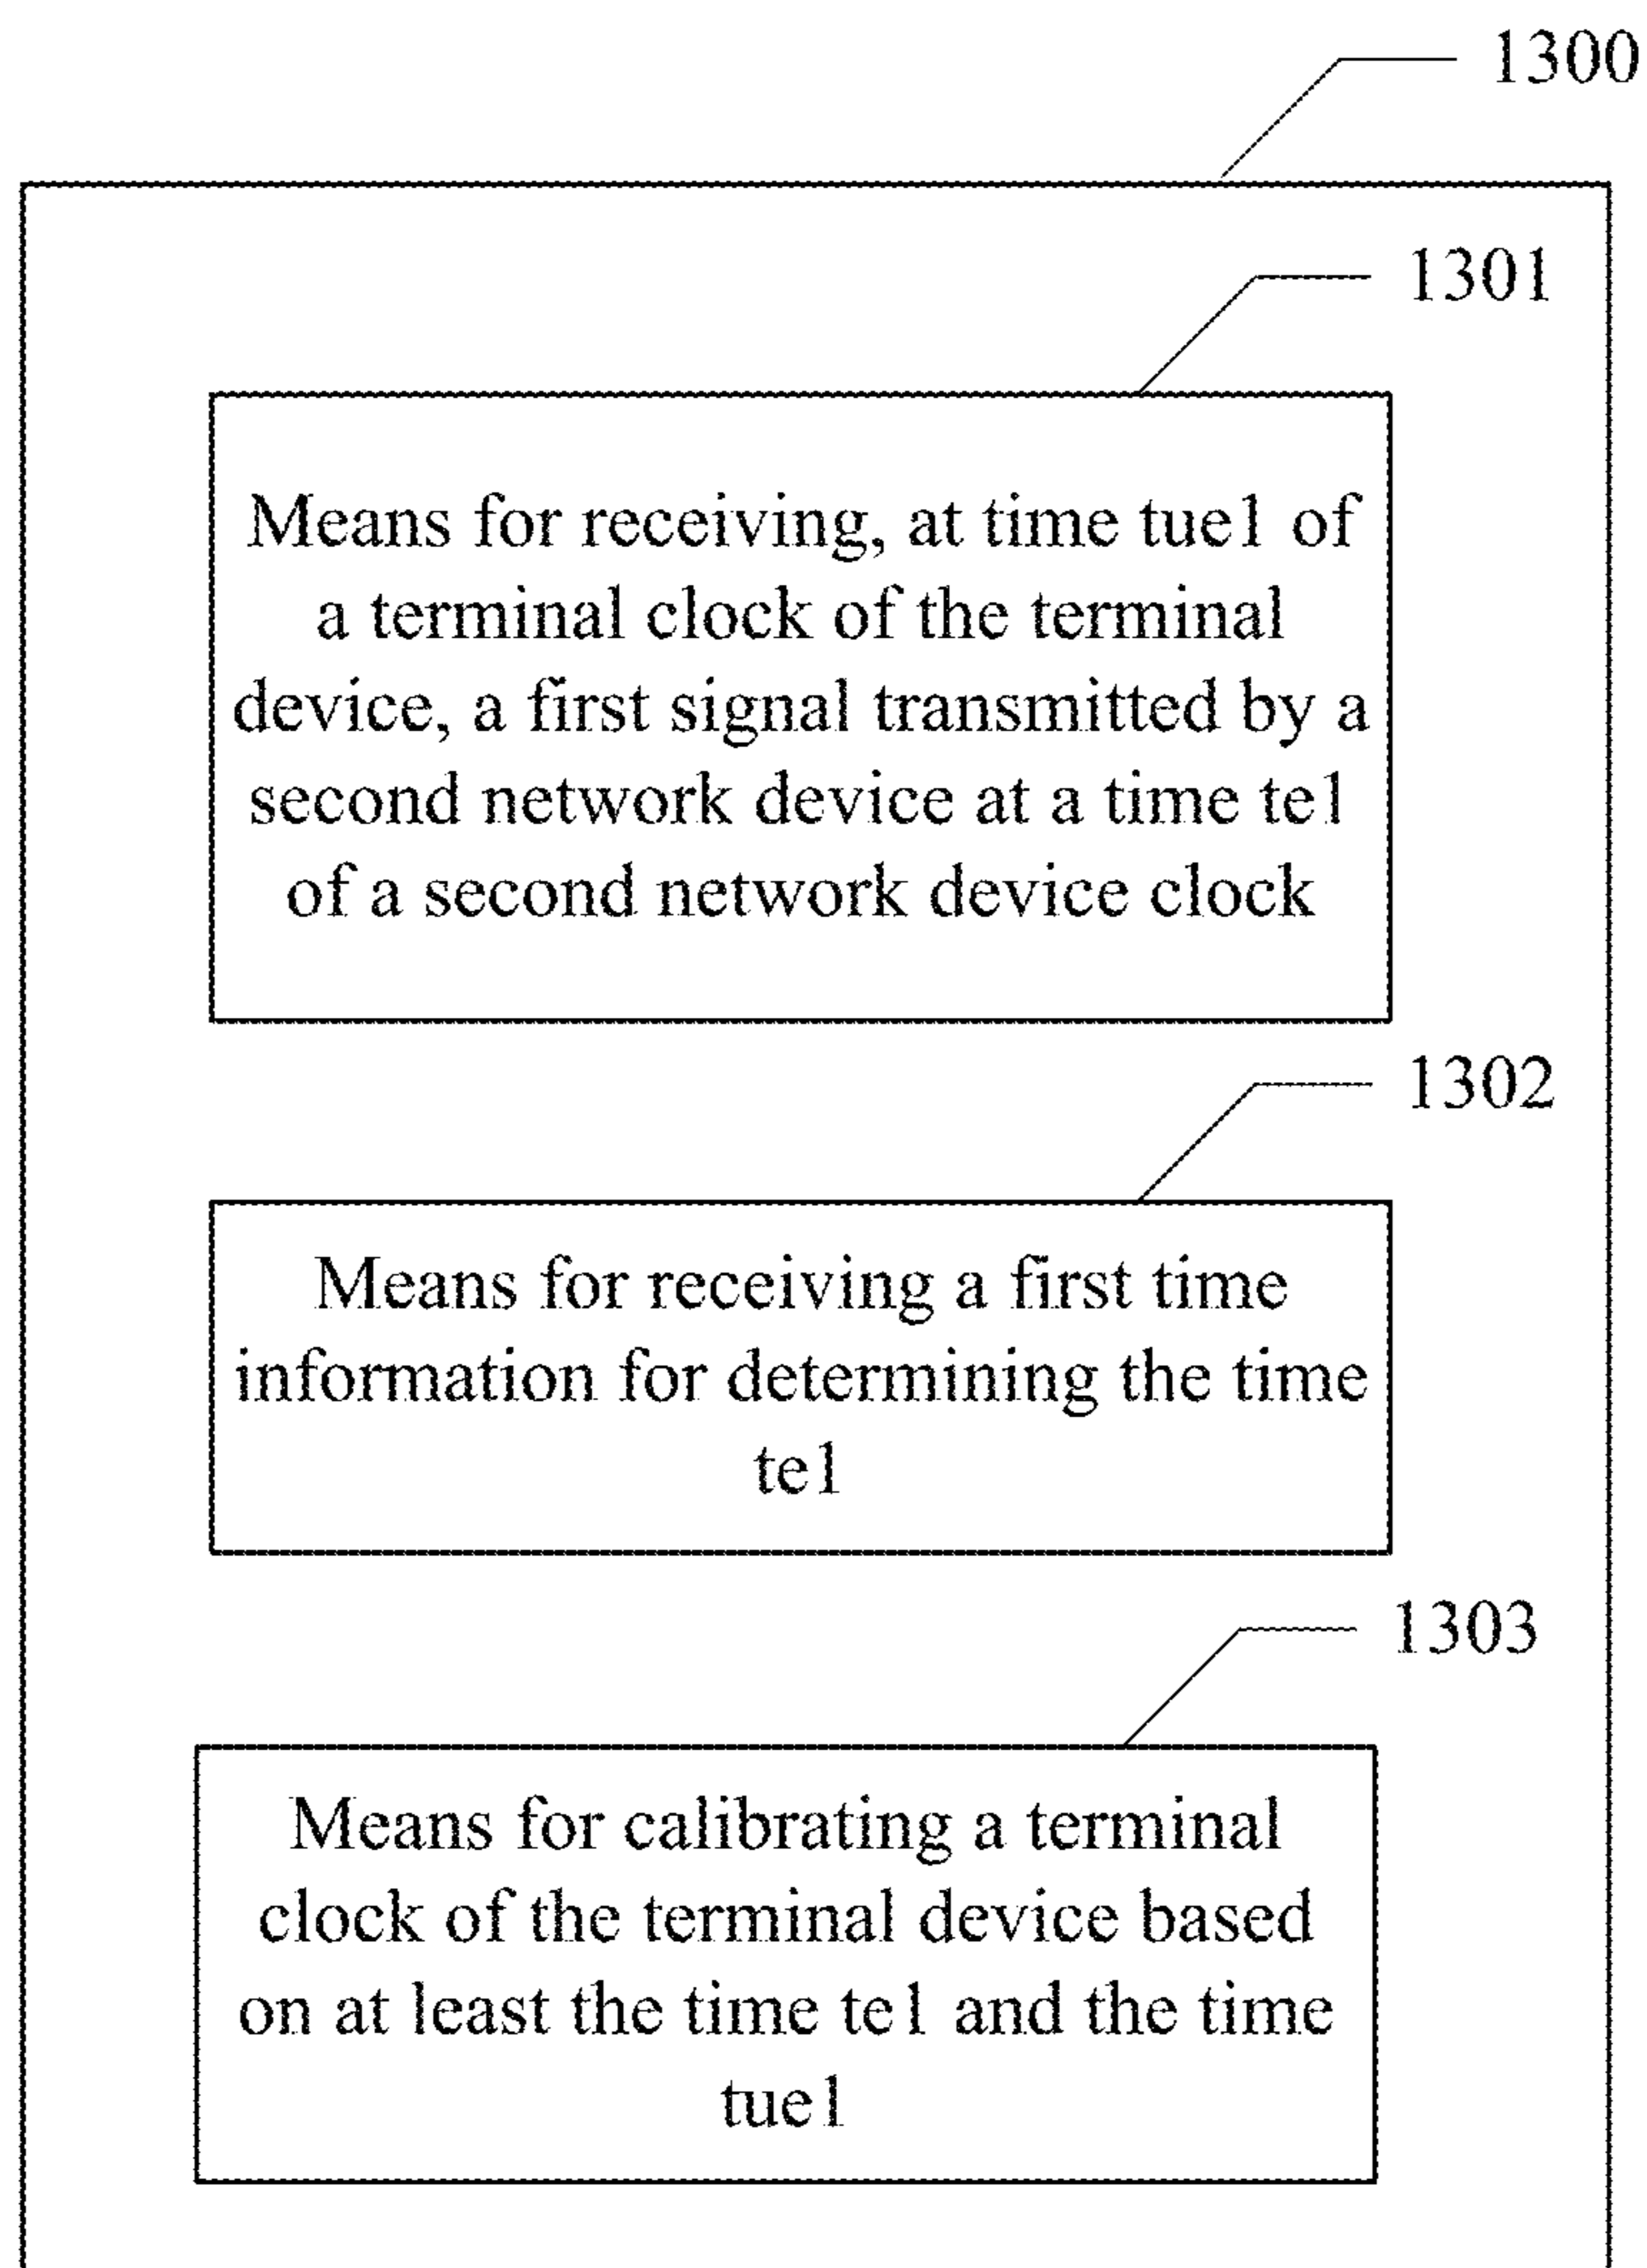 1300
1301
Means for receiving, at time tue1 of
a terminal clock of the terminal
device, a first signal transmitted by a
second network device at a time te1
of a second network device clock
1302
Means for receiving a first time
information for determining the time
te1
1303
Means for calibrating a terminal
clock of the terminal device based
on at least the time te1 and the time
tue1